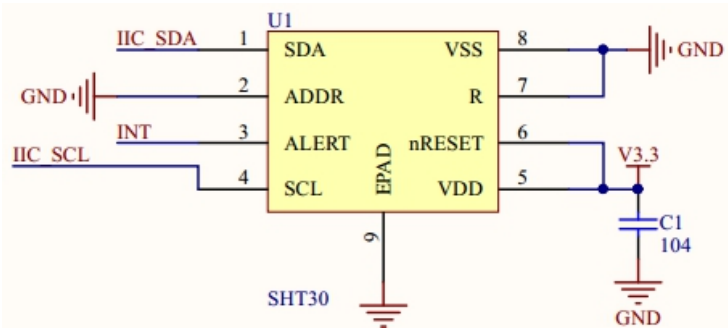 U1
IIC_SDA 1 SDA VSS 8 GND
GND 2 ADDR R 7
INT 3 ALERT nRESET 6
IIC_SCL 4 SCL EPAD VDD 5 V3.3
9
C1
104
SHT30
GND